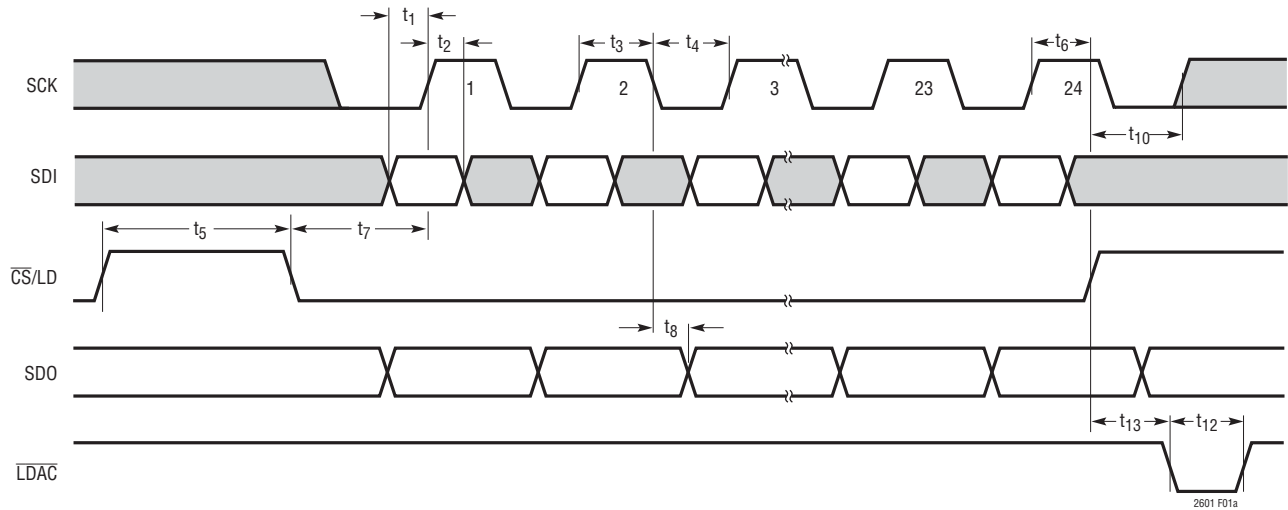 t1
t2
t3
t4
t6
SCK
1
2
3
23
24
t10
SDI
t5
t7
CS/LD
t8
SDO
t13
t12
LDAC
2601 F01a